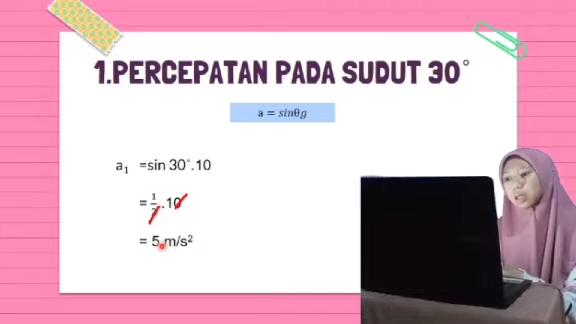 1.PERCEPATAN PADA SUDUT 30°
a = sinθg
a₁ =sin 30°.10
= 1/2 .10
= 5 m/s²